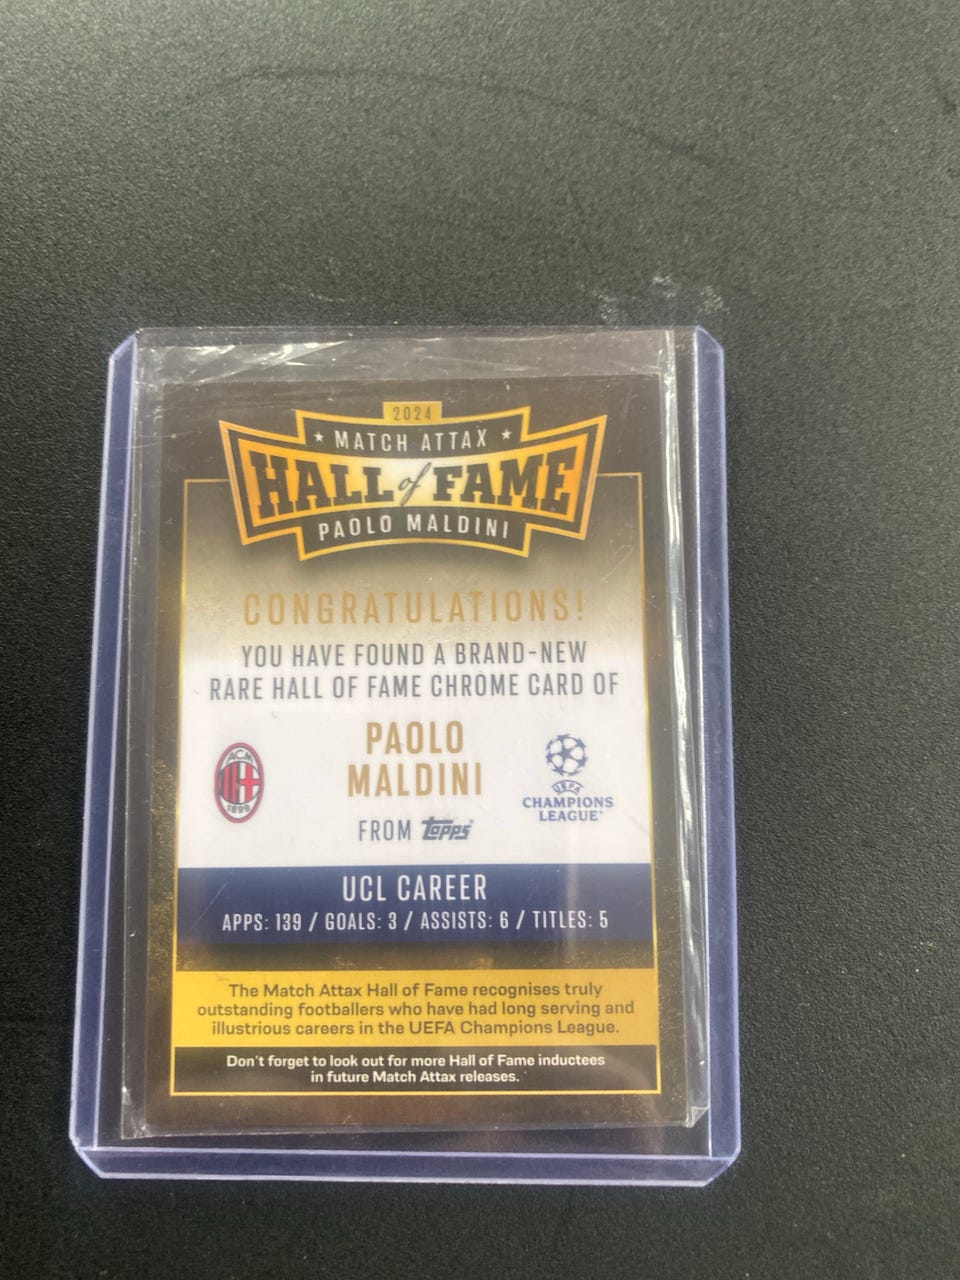 2024
★ MATCH ATTAX ★
HALL of FAME
PAOLO MALDINI
CONGRATULATIONS!
YOU HAVE FOUND A BRAND-NEW
RARE HALL OF FAME CHROME CARD OF
PAOLO
MALDINI
ACM
1899
UEFA
CHAMPIONS
LEAGUE®
FROM Topps®
UCL CAREER
APPS: 139 / GOALS: 3 / ASSISTS: 6 / TITLES: 5
The Match Attax Hall of Fame recognises truly
outstanding footballers who have had long serving and
illustrious careers in the UEFA Champions League.
Don't forget to look out for more Hall of Fame inductees
in future Match Attax releases.